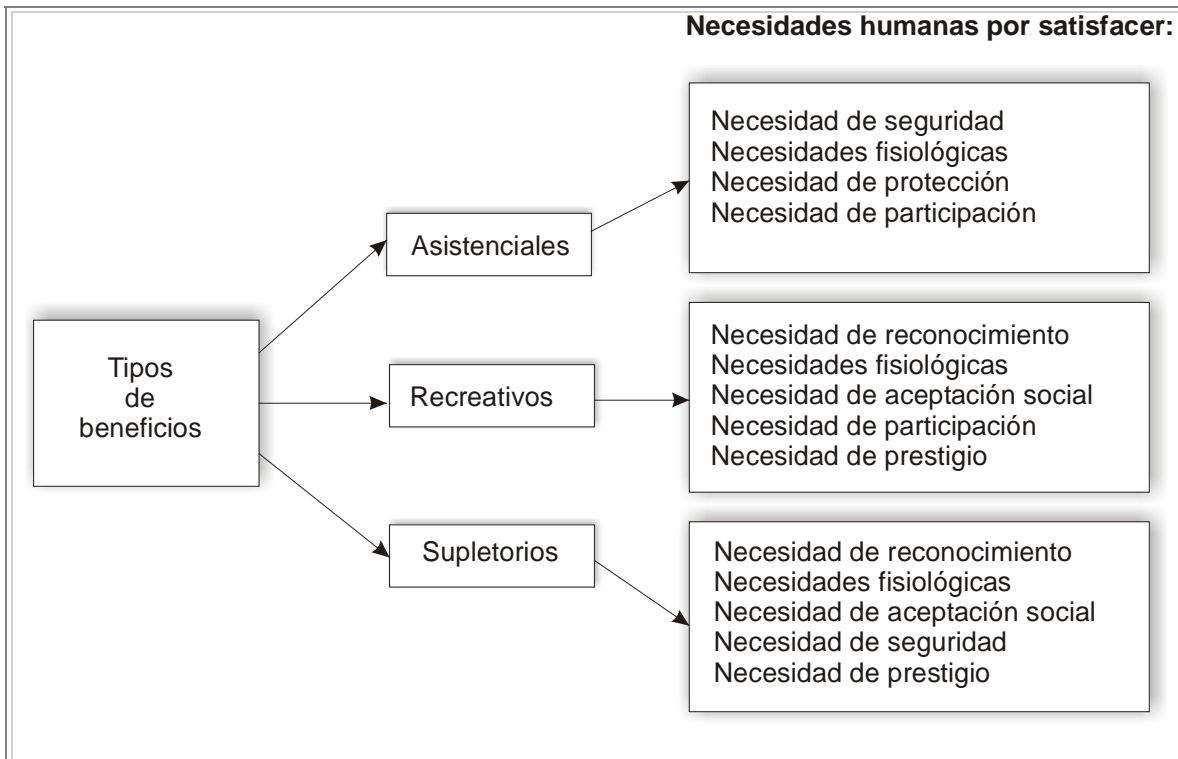 Necesidades humanas por satisfacer:
Necesidad de seguridad
Necesidades fisiológicas
Necesidad de protección
Necesidad de participación
Asistenciales
Tipos
de
beneficios
Recreativos
Necesidad de reconocimiento
Necesidades fisiológicas
Necesidad de aceptación social
Necesidad de participación
Necesidad de prestigio
Supletorios
Necesidad de reconocimiento
Necesidades fisiológicas
Necesidad de aceptación social
Necesidad de seguridad
Necesidad de prestigio